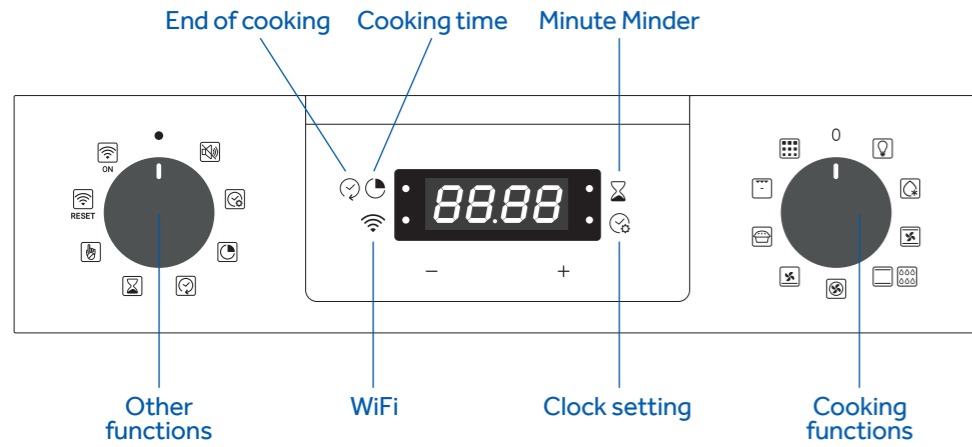 End of cooking
Cooking time
Minute Minder
ON
RESET
88.88
0
− +
Other
functions
WiFi
Clock setting
Cooking
functions